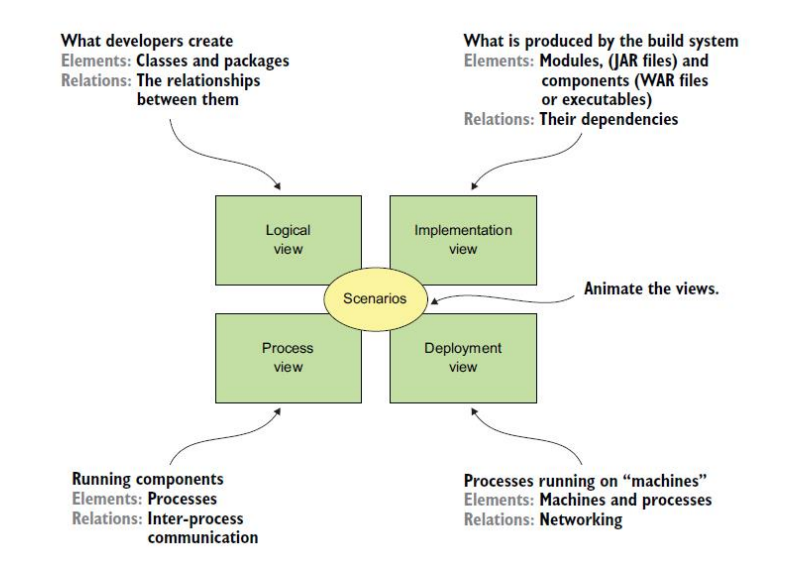 What developers create
Elements: Classes and packages
Relations: The relationships
between them
What is produced by the build system
Elements: Modules, (JAR files) and
components (WAR files
or executables)
Relations: Their dependencies
Logical
view
Implementation
view
Scenarios
Animate the views.
Process
view
Deployment
view
Running components
Elements: Processes
Relations: Inter-process
communication
Processes running on “machines”
Elements: Machines and processes
Relations: Networking